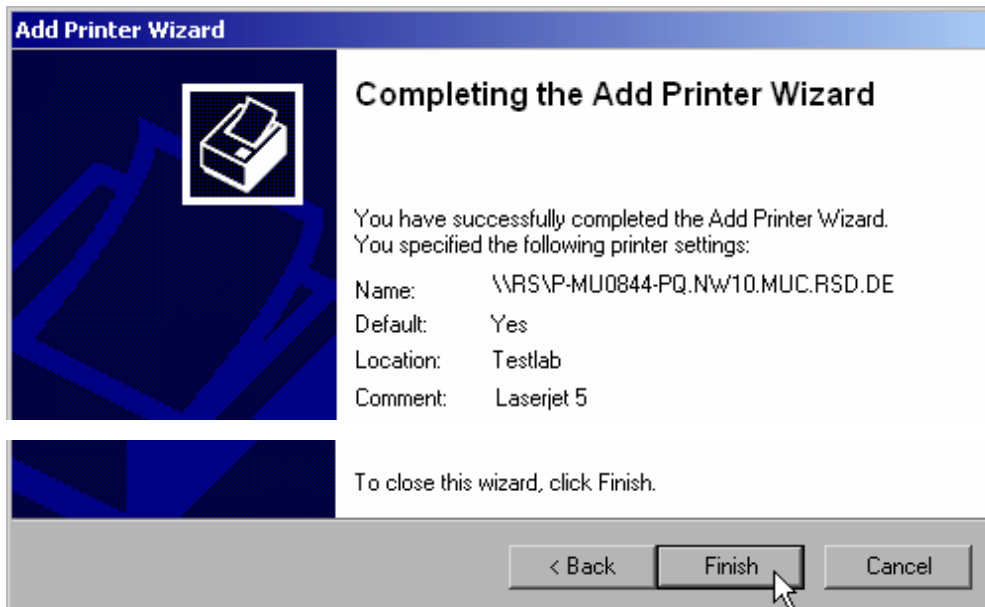 Add Printer Wizard
Completing the Add Printer Wizard
You have successfully completed the Add Printer Wizard.
You specified the following printer settings:
Name: \\RS\P-MU0844-PQ.NW10.MUC.RSD.DE
Default: Yes
Location: Testlab
Comment: Laserjet 5
To close this wizard, click Finish.
< Back Finish Cancel